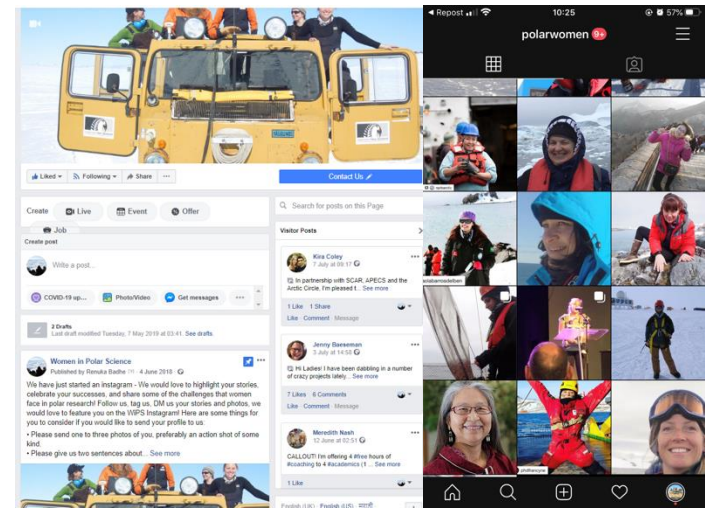 Liked
Following
Share
Contact Us
Create
Live
Event
Offer
Job
Create post
Write a post...
COVID-19 up...
Photo/Video
Get messages
2 Drafts
Last draft modified Tuesday, 7 May 2019 at 03:41. See drafts.
Women in Polar Science
Published by Renuka Badhe · 4 June 2018 ·
We have just started an instagram - We would love to highlight your stories,
celebrate your successes, and share some of the challenges that women
face in polar research! Follow us, tag us, DM us your stories and photos, we
would love to feature you on the WIPS Instagram! Here are some things for
you to consider if you would like to send your profile to us:
• Please send one to three photos of you, preferably an action shot of some
kind.
• Please give us two sentences about... See more
Search for posts on this Page
Visitor Posts
Kira Coley
7 July at 09:17
In partnership with SCAR, APECS and the
Arctic Circle, I'm pleased t... See more
1 Like 1 Share
Like Comment Message
Jenny Baeseman
3 July at 14:58
Hi Ladies! I have been dabbling in a number
of crazy projects lately... See more
7 Likes 6 Comments
Like Comment Message
Meredith Nash
12 June at 02:51
CALLOUT! I'm offering 4 #free hours of
#coaching to 4 #academics (1 ... See more
1 Like
English (UK) · English (US) · मराठी
Repost
10:25
57%
polarwomen 9+